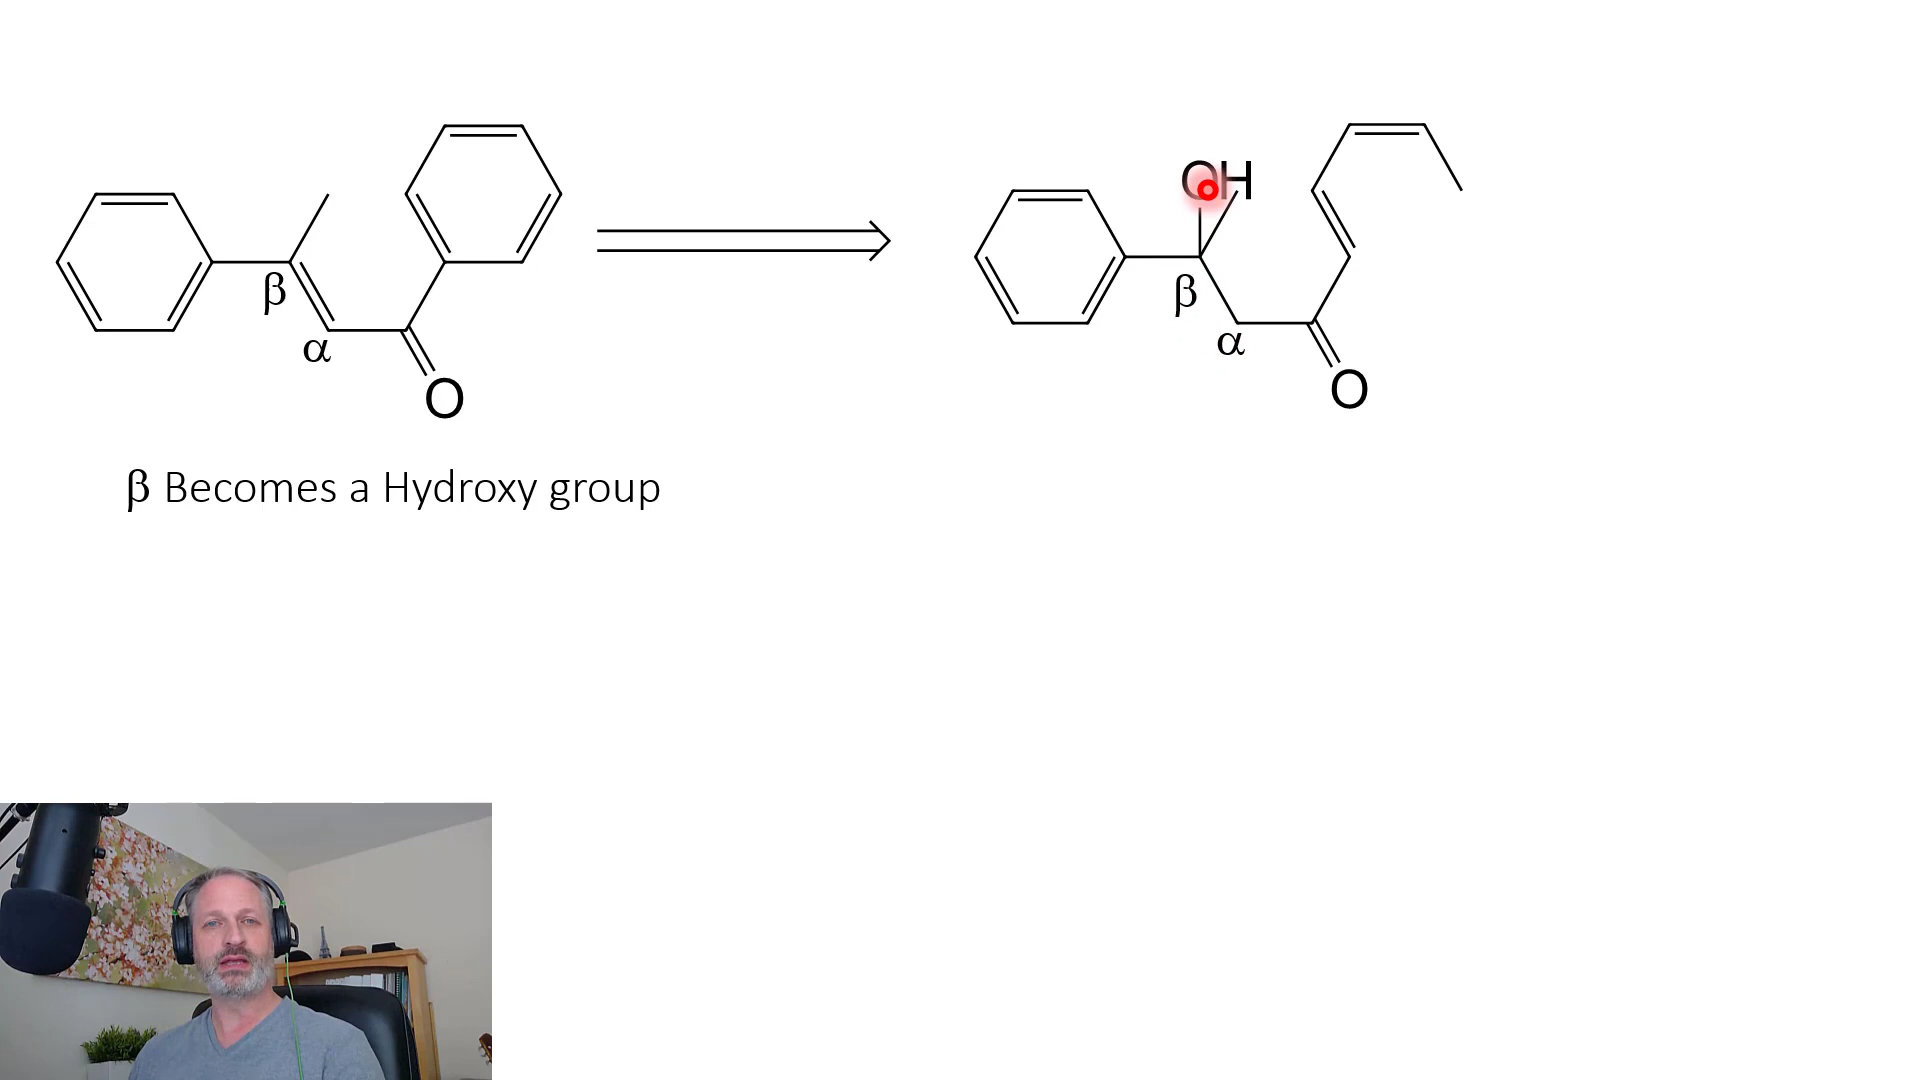 OH
β
α
O
β
α
O
β Becomes a Hydroxy group